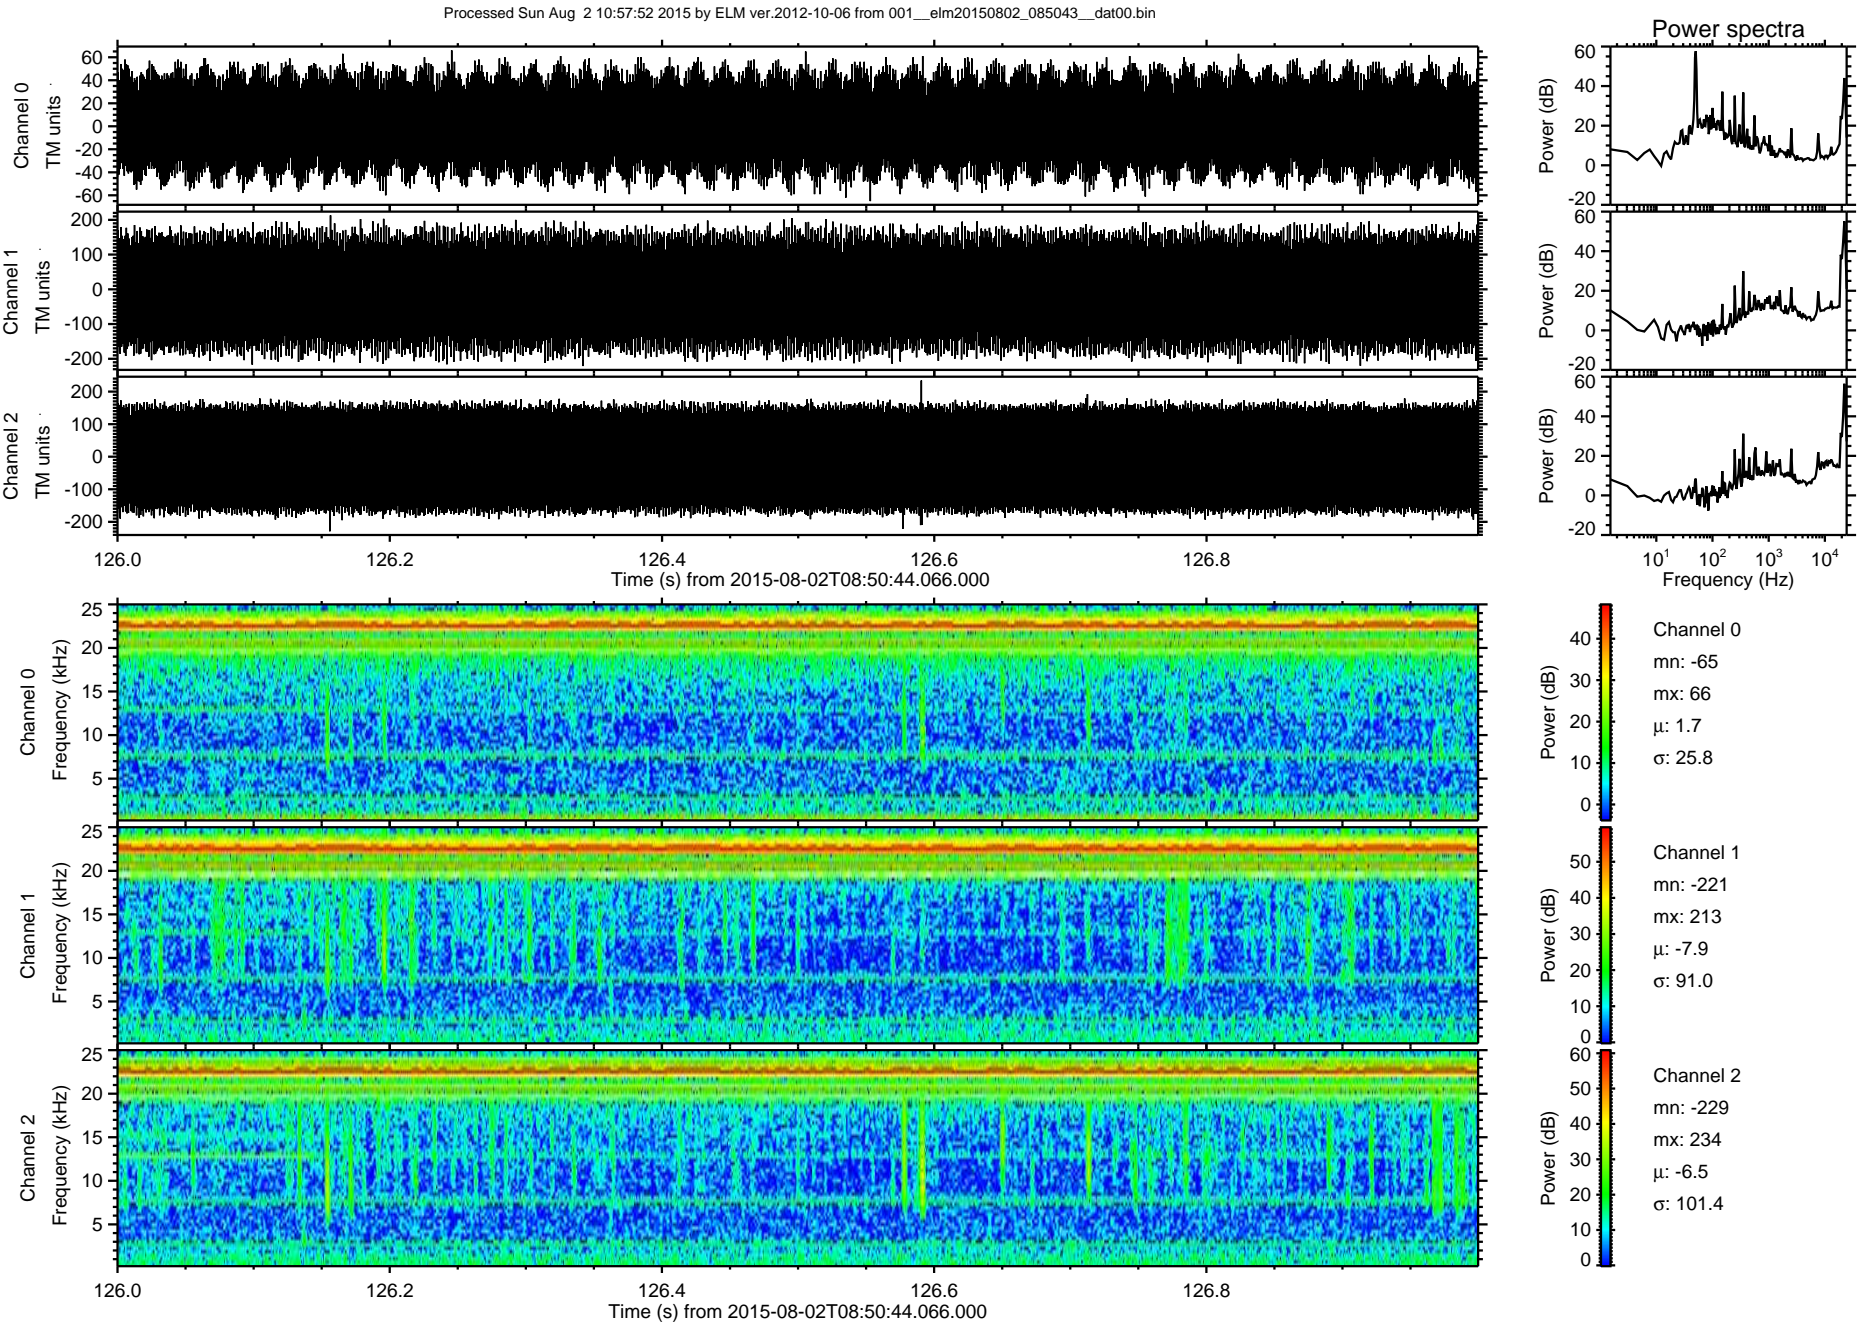 Processed Sun Aug  2 10:57:52 2015 by ELM ver.2012-10-06 from 001__elm20150802_085043__dat00.bin
Power spectra
Channel 0
TM units
60
40
20
0
-20
-40
-60
Power (dB)
60
40
20
0
-20
Channel 1
TM units
200
100
0
-100
-200
Power (dB)
60
40
20
0
-20
Channel 2
TM units
200
100
0
-100
-200
Power (dB)
60
40
20
0
-20
126.0 126.2 126.4 126.6 126.8
Time (s) from 2015-08-02T08:50:44.066.000
10^1 10^2 10^3 10^4
Frequency (Hz)
Channel 0
Frequency (kHz)
25
20
15
10
5
Power (dB)
40
30
20
10
0
Channel 0
mn: -65
mx: 66
μ: 1.7
σ: 25.8
Channel 1
Frequency (kHz)
25
20
15
10
5
Power (dB)
50
40
30
20
10
0
Channel 1
mn: -221
mx: 213
μ: -7.9
σ: 91.0
Channel 2
Frequency (kHz)
25
20
15
10
5
Power (dB)
60
50
40
30
20
10
0
Channel 2
mn: -229
mx: 234
μ: -6.5
σ: 101.4
126.0 126.2 126.4 126.6 126.8
Time (s) from 2015-08-02T08:50:44.066.000